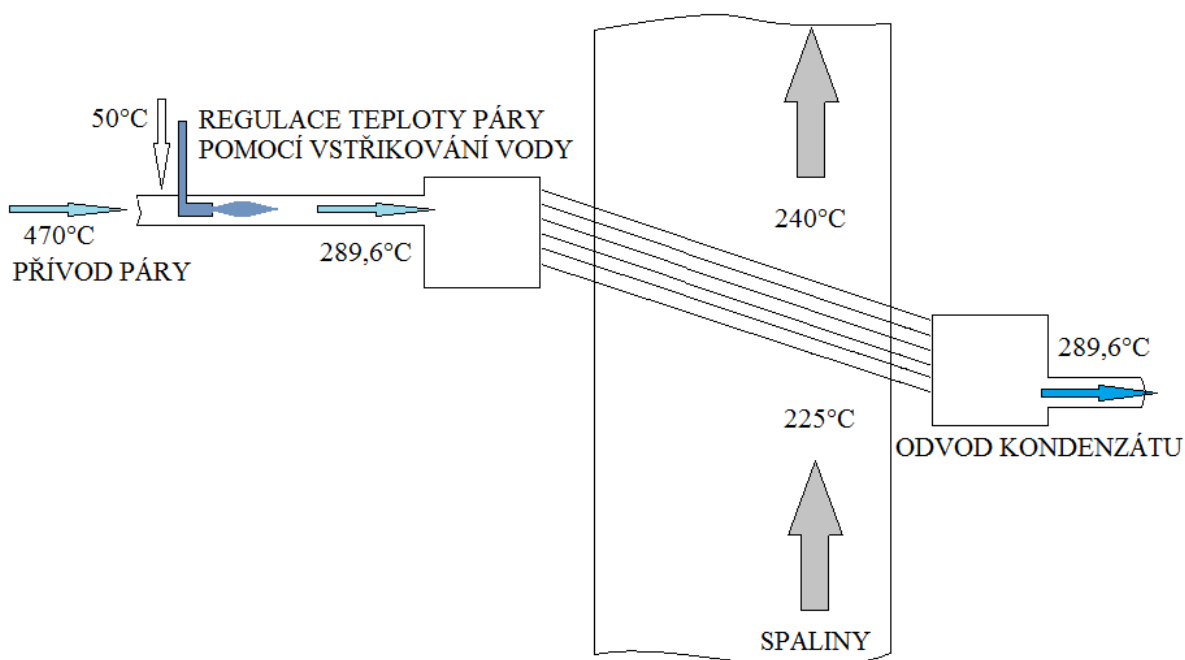 50°C
REGULACE TEPLOTY PÁRY
POMOCÍ VSTŘIKOVÁNÍ VODY
470°C
PŘÍVOD PÁRY
289,6°C
240°C
289,6°C
225°C
ODVOD KONDENZÁTU
SPALINY